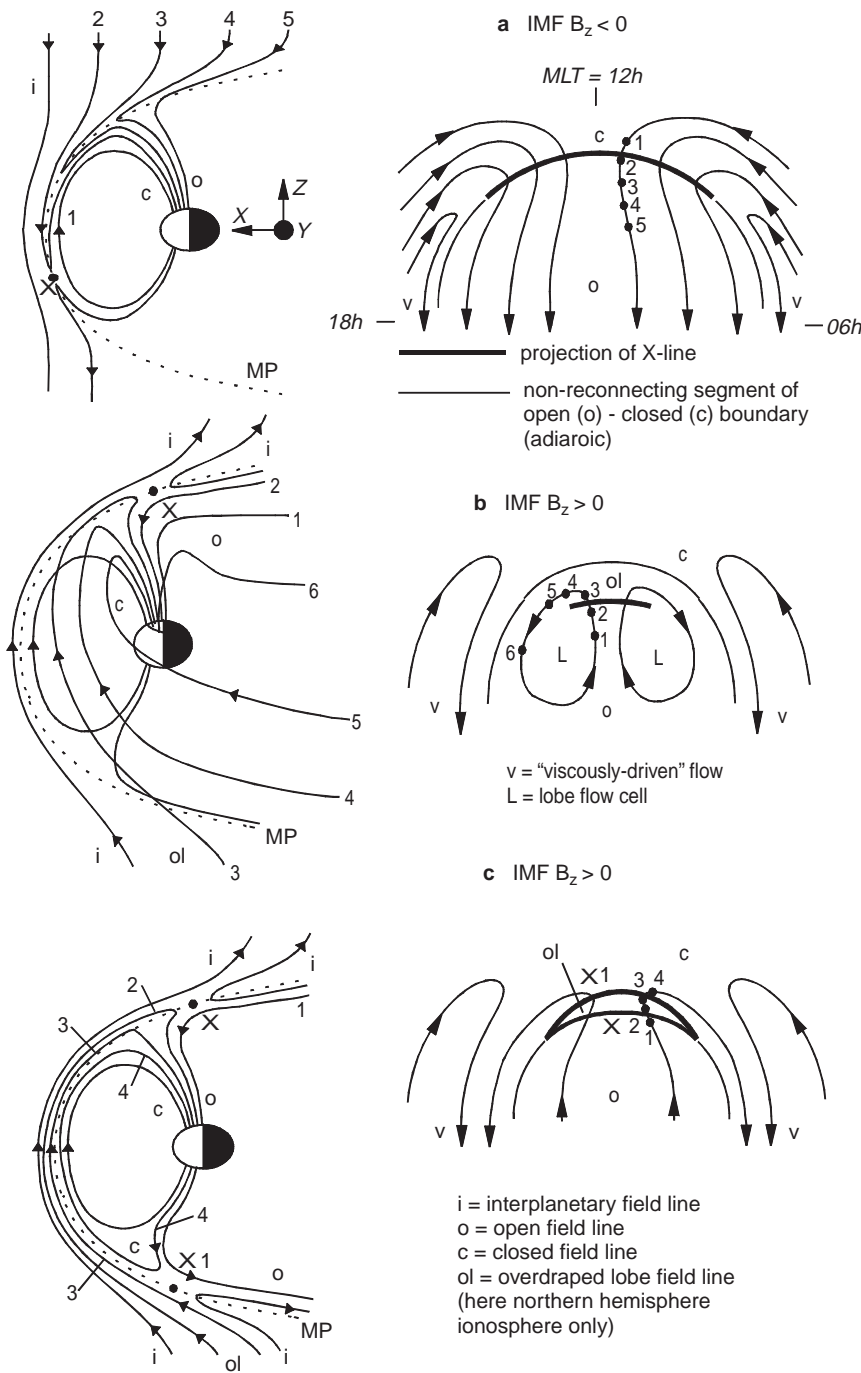 2 3 4 5
i
c o
1
X
MP
Z
X
Y
a IMF Bz < 0
MLT = 12h
c
1
2
3
4
5
o
v v
18h 06h
projection of X-line
non-reconnecting segment of
open (o) - closed (c) boundary
(adiaroic)
i
i
2
X
1
o
6
c
5
4
MP
i ol
3
b IMF Bz > 0
c
ol
5 4 3
2
6 1
L L
v o v
v = “viscously-driven” flow
L = lobe flow cell
i
i
2
X 1
3
4
c o
4
c X1
3 o
MP
i ol i
c IMF Bz > 0
ol X1 3 4 c
X 2 1
o
v v
i = interplanetary field line
o = open field line
c = closed field line
ol = overdraped lobe field line
(here northern hemisphere
ionosphere only)